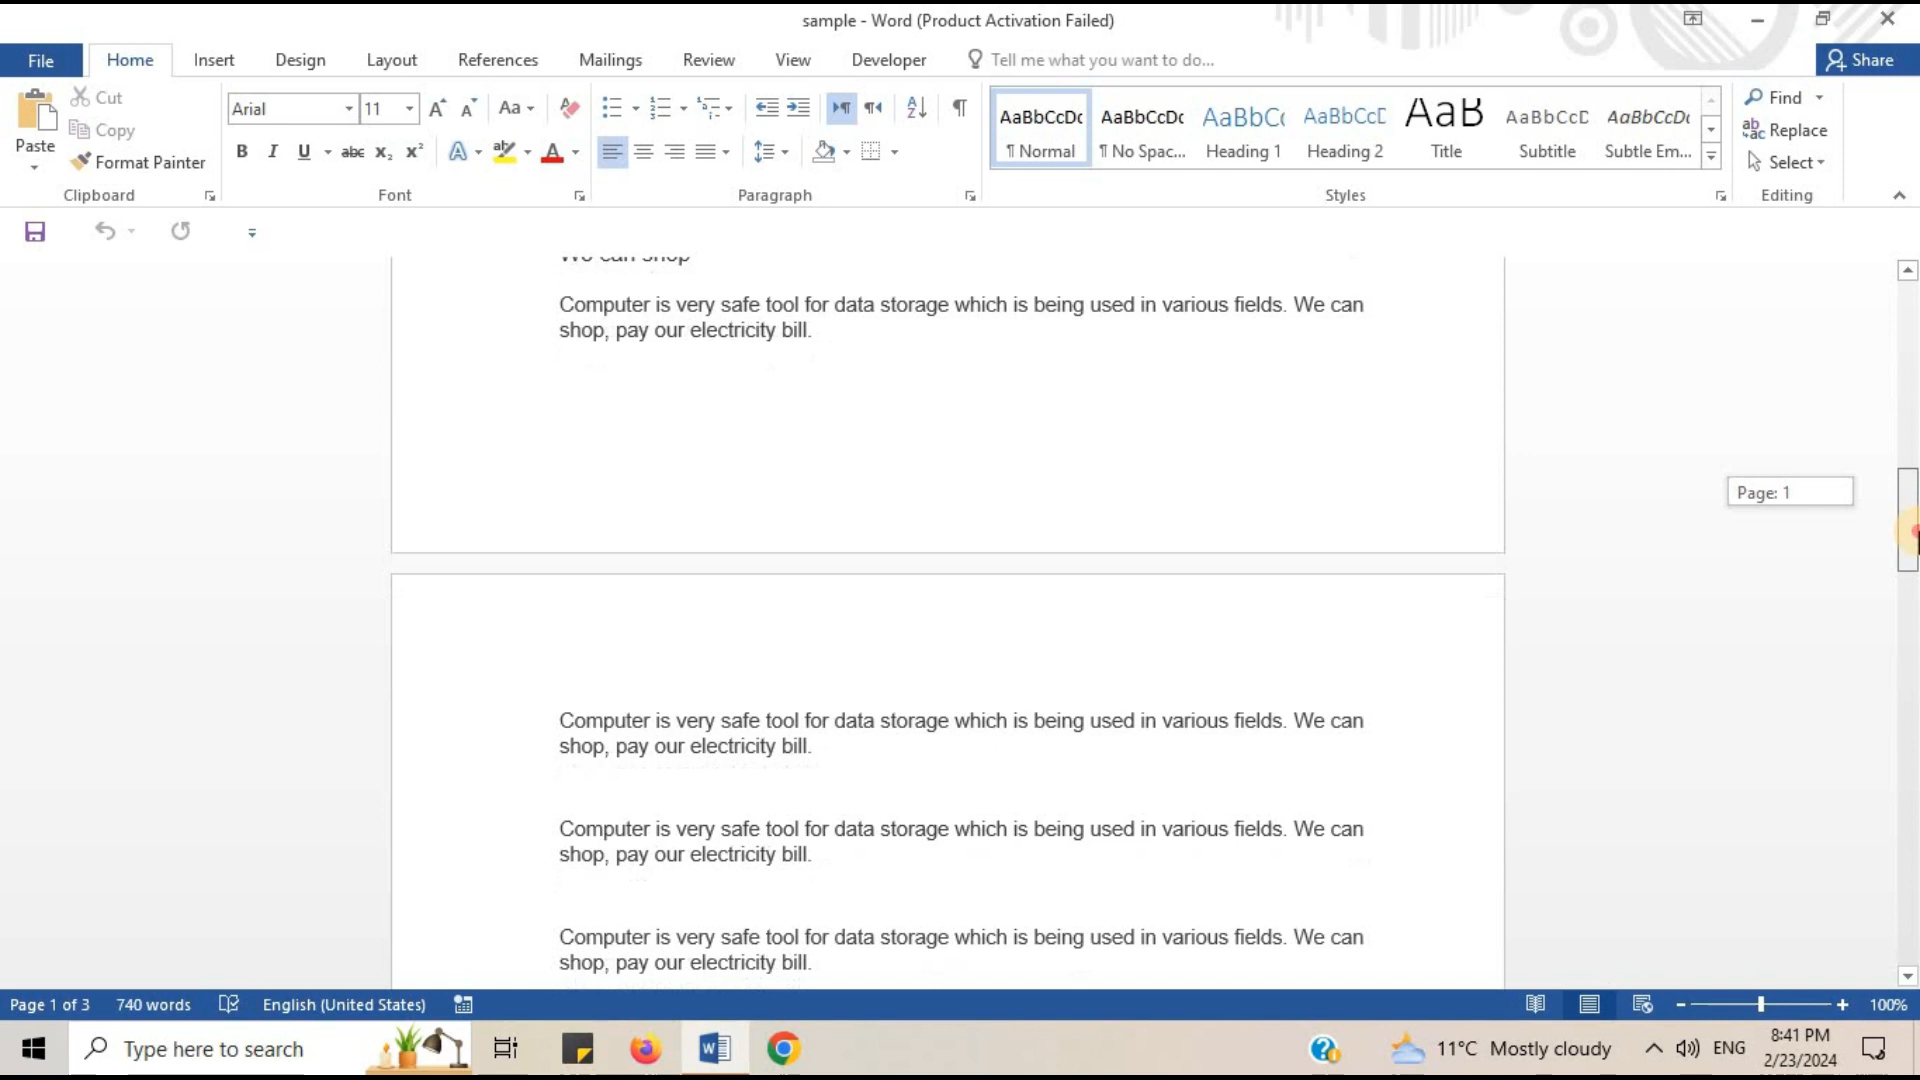 sample - Word (Product Activation Failed)
File Home Insert Design Layout References Mailings Review View Developer Tell me what you want to do... Share
Paste
Cut
Copy
Format Painter
Clipboard
Arial 11
Font
Paragraph
AaBbCcDc AaBbCcDc AaBbCc AaBbCcD AaB AaBbCcD AaBbCcDc
¶ Normal ¶ No Spac... Heading 1 Heading 2 Title Subtitle Subtle Em...
Styles
Find
Replace
Select
Editing
We can shop
Computer is very safe tool for data storage which is being used in various fields. We can
shop, pay our electricity bill.
Page: 1
Computer is very safe tool for data storage which is being used in various fields. We can
shop, pay our electricity bill.
Computer is very safe tool for data storage which is being used in various fields. We can
shop, pay our electricity bill.
Computer is very safe tool for data storage which is being used in various fields. We can
shop, pay our electricity bill.
Page 1 of 3 740 words English (United States) 100%
Type here to search 11°C Mostly cloudy ENG 8:41 PM
2/23/2024